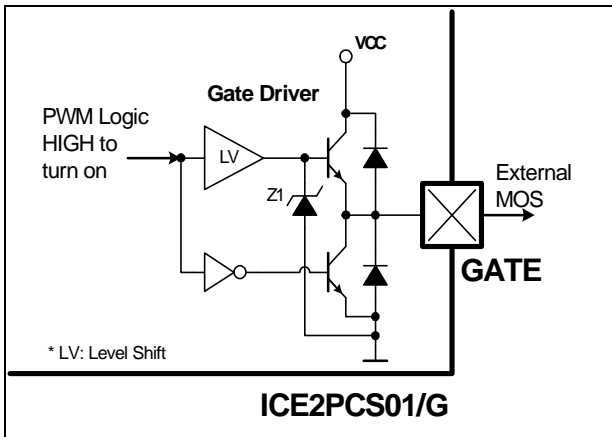 VCC
Gate Driver
PWM Logic
HIGH to
turn on
LV
Z1
External
MOS
GATE
* LV: Level Shift
ICE2PCS01/G